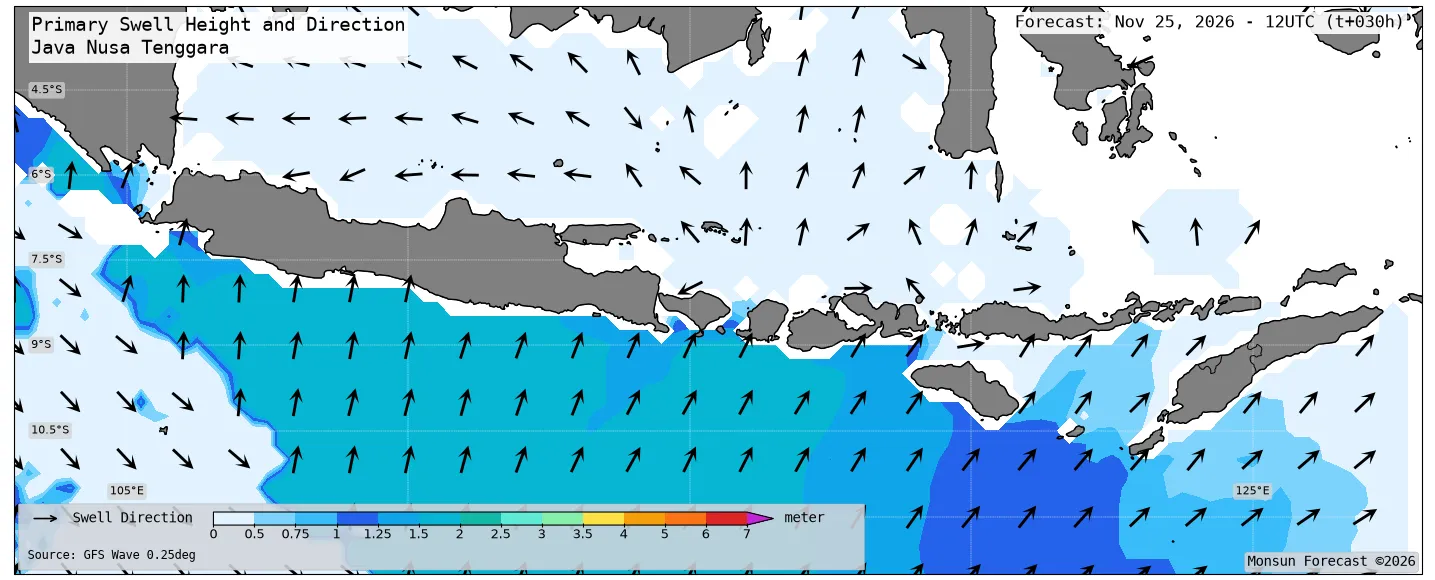 Primary Swell Height and Direction
Java Nusa Tenggara
Forecast: Nov 25, 2026 - 12UTC (t+030h)
4.5°S
6°S
7.5°S
9°S
10.5°S
105°E
125°E
Swell Direction
0 0.5 0.75 1 1.25 1.5 2 2.5 3 3.5 4 5 6 7
meter
Source: GFS Wave 0.25deg
Monsun Forecast ©2026